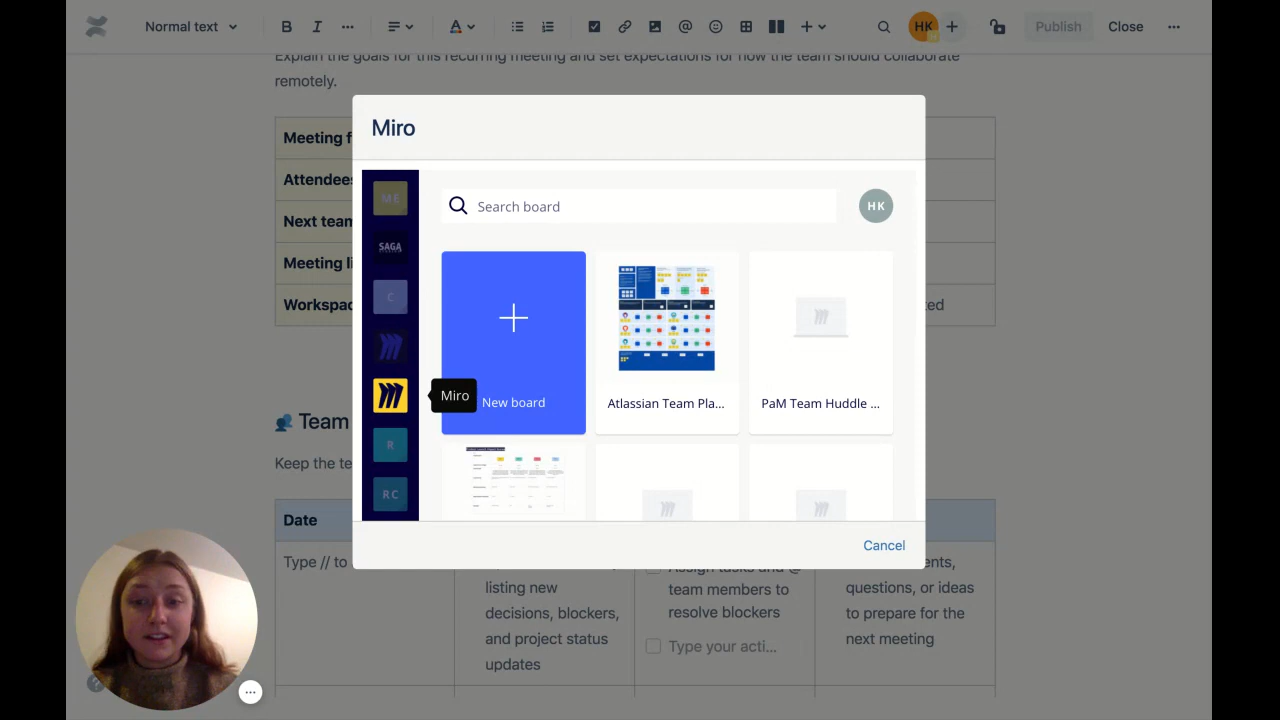 Normal text
B
I
A
@
HK
Publish
Close
Explain the goals for this recurring meeting and set expectations for how the team should collaborate
remotely.
Miro
Meeting f
Attendees
Next team
Meeting li
Workspac
ted
ME
SAGA
C
R
RC
Search board
HK
Miro
New board
Atlassian Team Pla...
PaM Team Huddle ...
Cancel
Team
Keep the te
Date
Type // to
listing new
decisions, blockers,
and project status
updates
Assign tasks and @
team members to
resolve blockers
Type your acti...
ents,
questions, or ideas
to prepare for the
next meeting